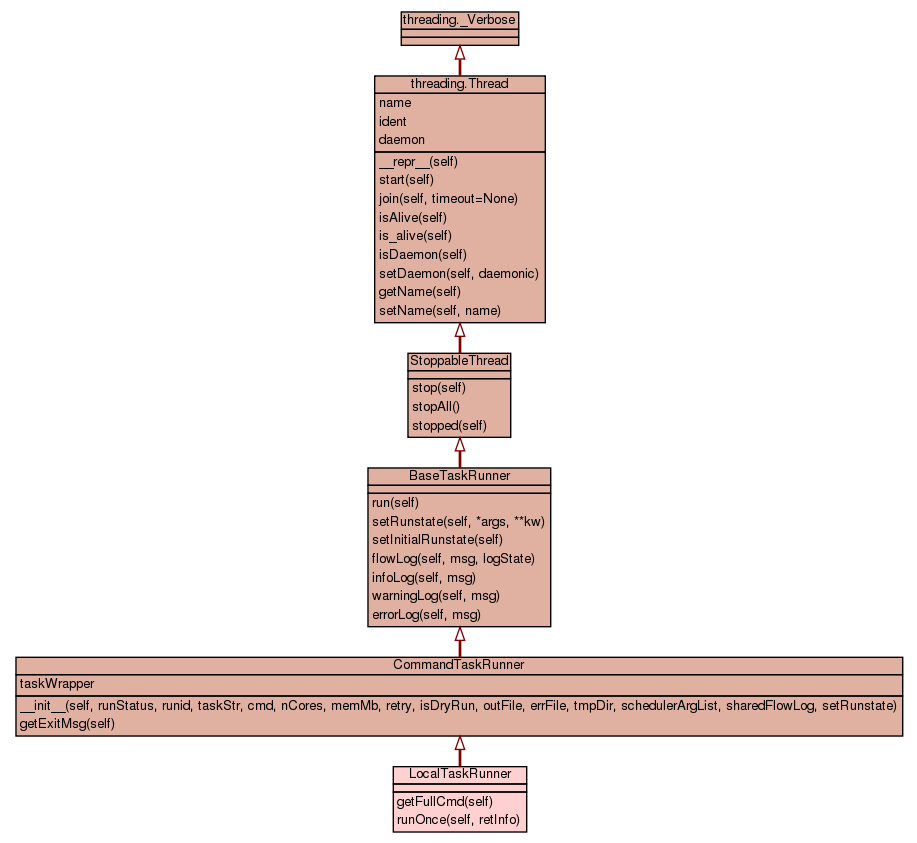 threading._Verbose
threading.Thread
name
ident
daemon
__repr__(self)
start(self)
join(self, timeout=None)
isAlive(self)
is_alive(self)
isDaemon(self)
setDaemon(self, daemonic)
getName(self)
setName(self, name)
StoppableThread
stop(self)
stopAll()
stopped(self)
BaseTaskRunner
run(self)
setRunstate(self, *args, **kw)
setInitialRunstate(self)
flowLog(self, msg, logState)
infoLog(self, msg)
warningLog(self, msg)
errorLog(self, msg)
CommandTaskRunner
taskWrapper
__init__(self, runStatus, runid, taskStr, cmd, nCores, memMb, retry, isDryRun, outFile, errFile, tmpDir, schedulerArgList, sharedFlowLog, setRunstate)
getExitMsg(self)
LocalTaskRunner
getFullCmd(self)
runOnce(self, retInfo)